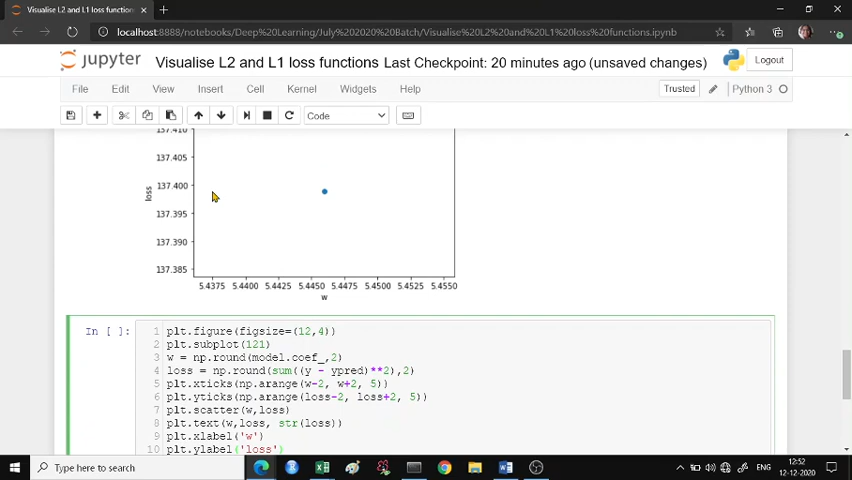 Visualise L2 and L1 loss function
localhost:8888/notebooks/Deep%20Learning/July%202020%20Batch/Visualise%20L2%20and%20L1%20loss%20functions.ipynb
jupyter Visualise L2 and L1 loss functions Last Checkpoint: 20 minutes ago (unsaved changes) Logout
File Edit View Insert Cell Kernel Widgets Help Trusted Python 3
Code
137.410
137.405
137.400
137.395
137.390
137.385
loss
5.4375 5.4400 5.4425 5.4450 5.4475 5.4500 5.4525 5.4550
w
In [ ]: 1 plt.figure(figsize=(12,4))
2 plt.subplot(121)
3 w = np.round(model.coef_,2)
4 loss = np.round(sum((y - ypred)**2),2)
5 plt.xticks(np.arange(w-2, w+2, 5))
6 plt.yticks(np.arange(loss-2, loss+2, 5))
7 plt.scatter(w,loss)
8 plt.text(w,loss, str(loss))
9 plt.xlabel('w')
10 plt.ylabel('loss')
Type here to search
ENG
12:52
12-12-2020